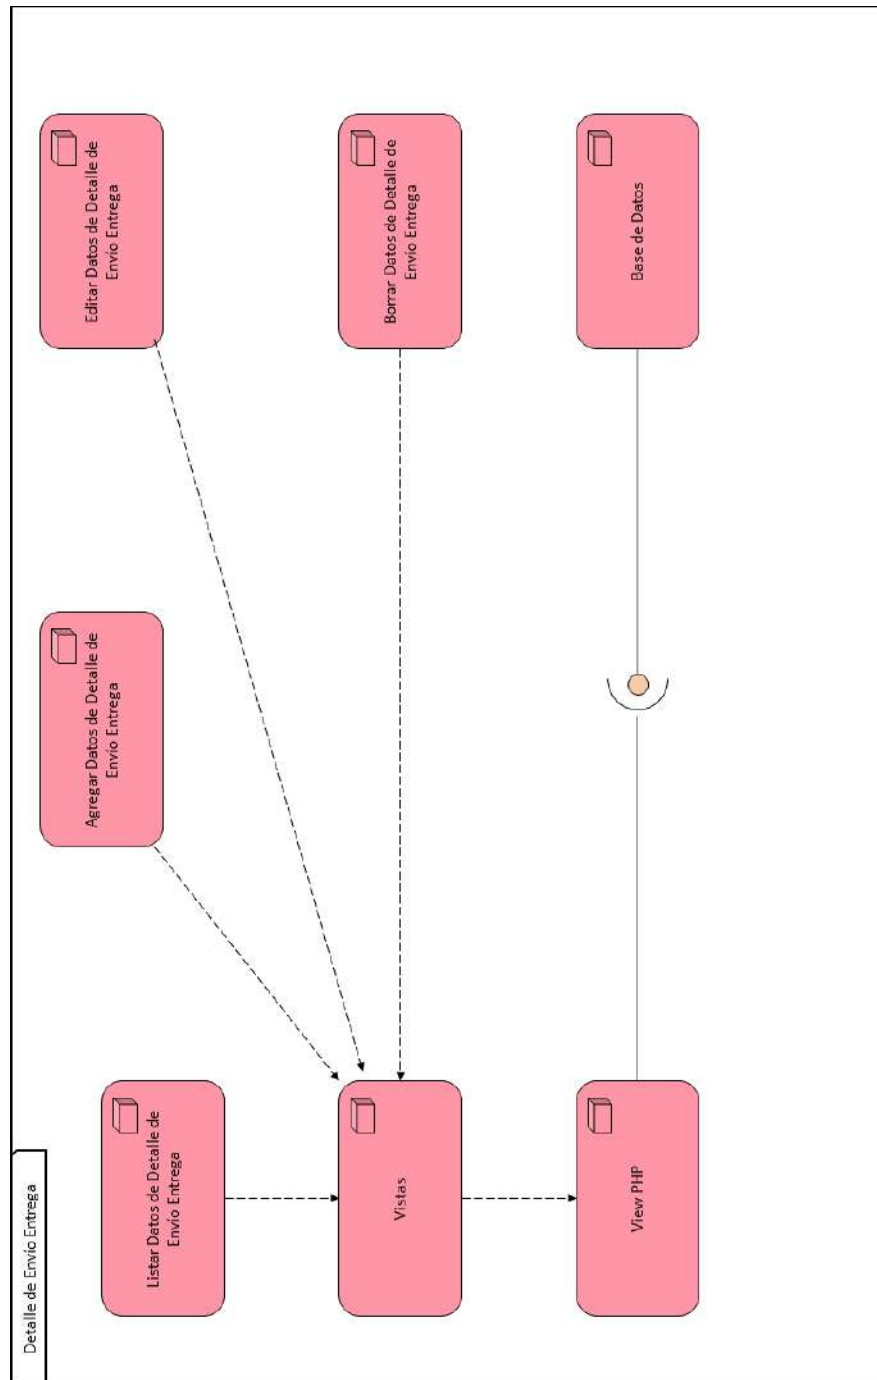 Detalle de Envío Entrega
Listar Datos de Detalle de
Envío Entrega
Agregar Datos de Detalle de
Envío Entrega
Editar Datos de Detalle de
Envío Entrega
Vistas
Borrar Datos de Detalle de
Envío Entrega
View PHP
Base de Datos